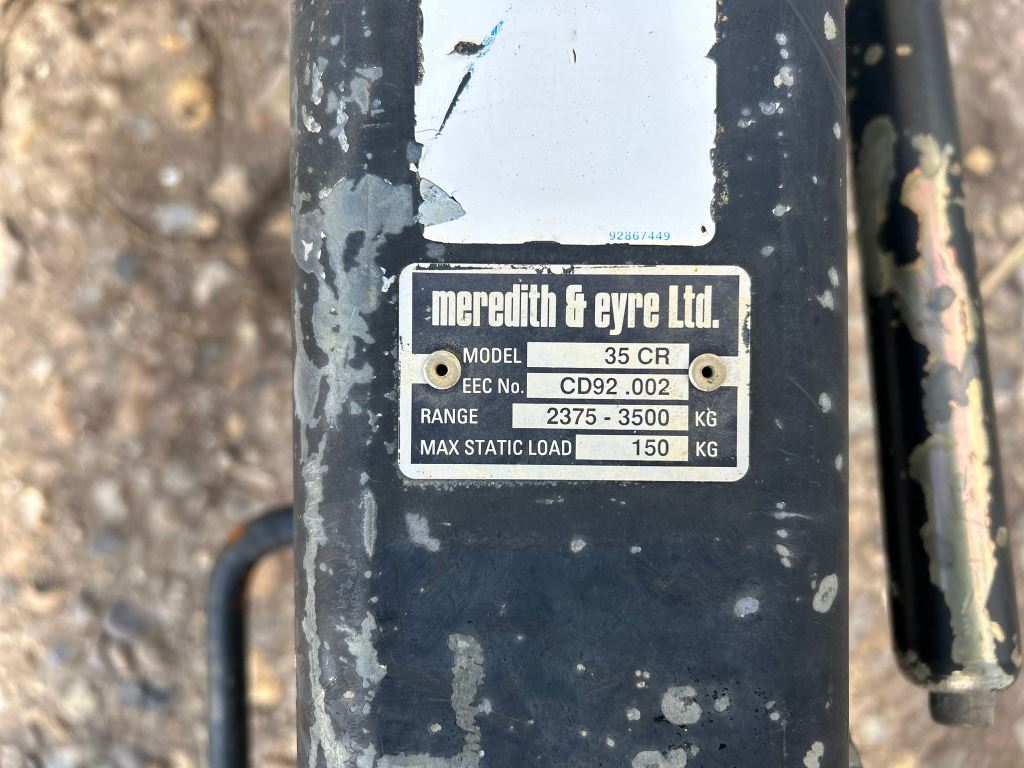 92867449
meredith & eyre Ltd.
MODEL 35 CR
EEC No. CD92 .002
RANGE 2375 - 3500 KG
MAX STATIC LOAD 150 KG